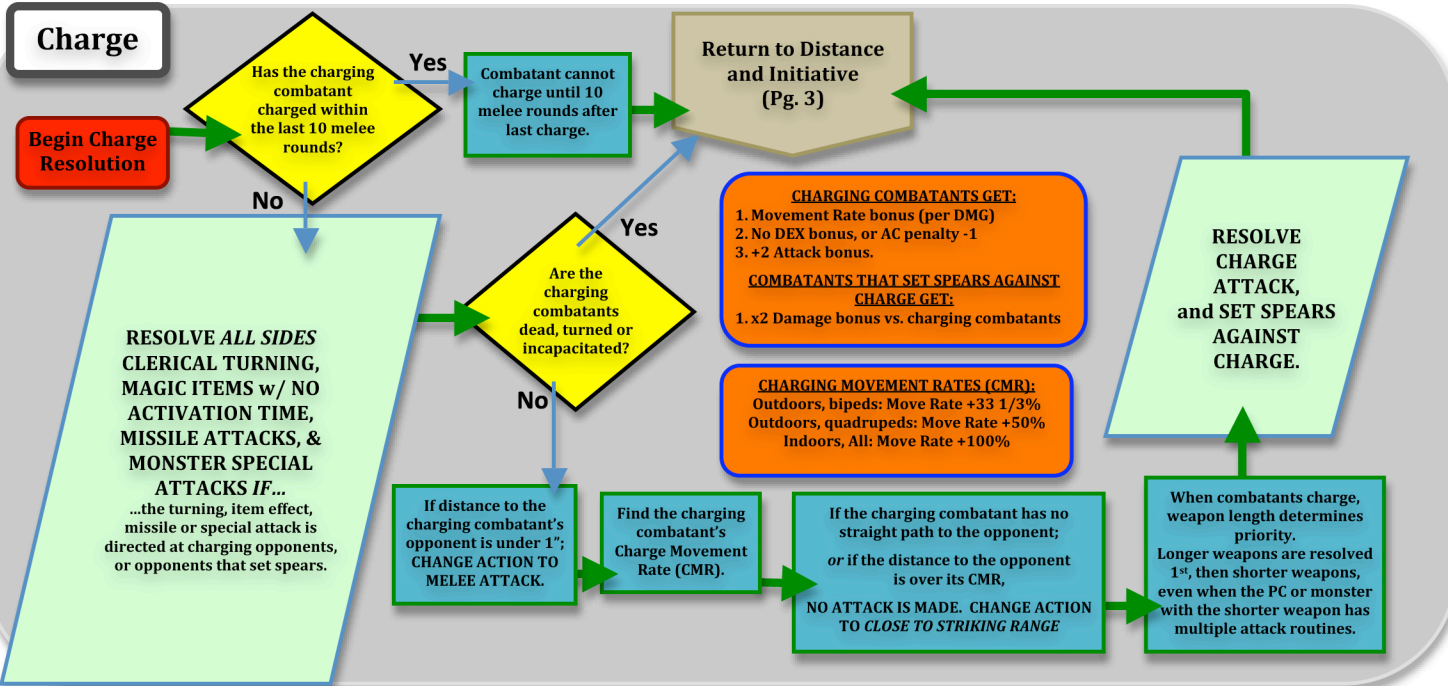 Charge
Begin Charge
Resolution
Has the charging
combatant
charged within
the last 10 melee
rounds?
Yes
No
Combatant cannot
charge until 10
melee rounds after
last charge.
Return to Distance
and Initiative
(Pg. 3)
RESOLVE ALL SIDES
CLERICAL TURNING,
MAGIC ITEMS w/ NO
ACTIVATION TIME,
MISSILE ATTACKS, &
MONSTER SPECIAL
ATTACKS IF...
...the turning, item effect,
missile or special attack is
directed at charging opponents,
or opponents that set spears.
Are the
charging
combatants
dead, turned or
incapacitated?
Yes
No
CHARGING COMBATANTS GET:
1. Movement Rate bonus (per DMG)
2. No DEX bonus, or AC penalty -1
3. +2 Attack bonus.
COMBATANTS THAT SET SPEARS AGAINST
CHARGE GET:
1. x2 Damage bonus vs. charging combatants
CHARGING MOVEMENT RATES (CMR):
Outdoors, bipeds: Move Rate +33 1/3%
Outdoors, quadrupeds: Move Rate +50%
Indoors, All: Move Rate +100%
If distance to the
charging combatant's
opponent is under 1";
CHANGE ACTION TO
MELEE ATTACK.
Find the charging
combatant's
Charge Movement
Rate (CMR).
If the charging combatant has no
straight path to the opponent;
or if the distance to the opponent
is over its CMR,
NO ATTACK IS MADE. CHANGE ACTION
TO CLOSE TO STRIKING RANGE
When combatants charge,
weapon length determines
priority.
Longer weapons are resolved
1st, then shorter weapons,
even when the PC or monster
with the shorter weapon has
multiple attack routines.
RESOLVE
CHARGE
ATTACK,
and SET SPEARS
AGAINST
CHARGE.